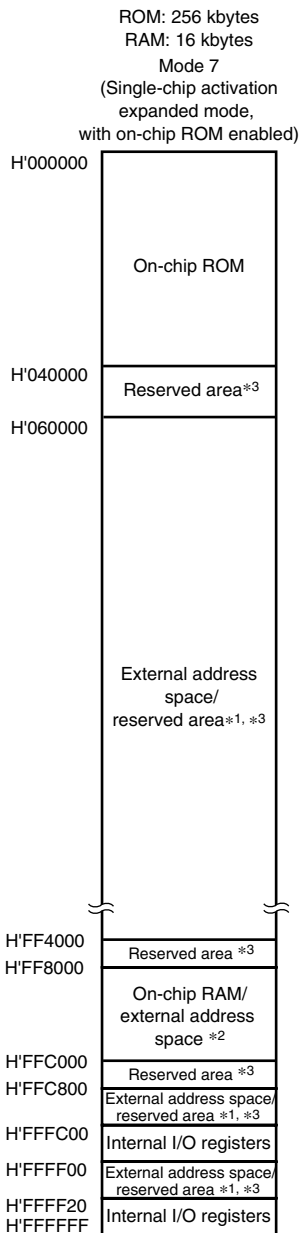 ROM: 256 kbytes
RAM: 16 kbytes
Mode 7
(Single-chip activation
expanded mode,
with on-chip ROM enabled)
H'000000
On-chip ROM
H'040000
Reserved area*3
H'060000
External address
space/
reserved area*1, *3
H'FF4000
Reserved area *3
H'FF8000
On-chip RAM/
external address
space *2
H'FFC000
Reserved area *3
H'FFC800
External address space/
reserved area *1, *3
H'FFFC00
Internal I/O registers
H'FFFF00
External address space/
reserved area *1, *3
H'FFFF20
Internal I/O registers
H'FFFFFF